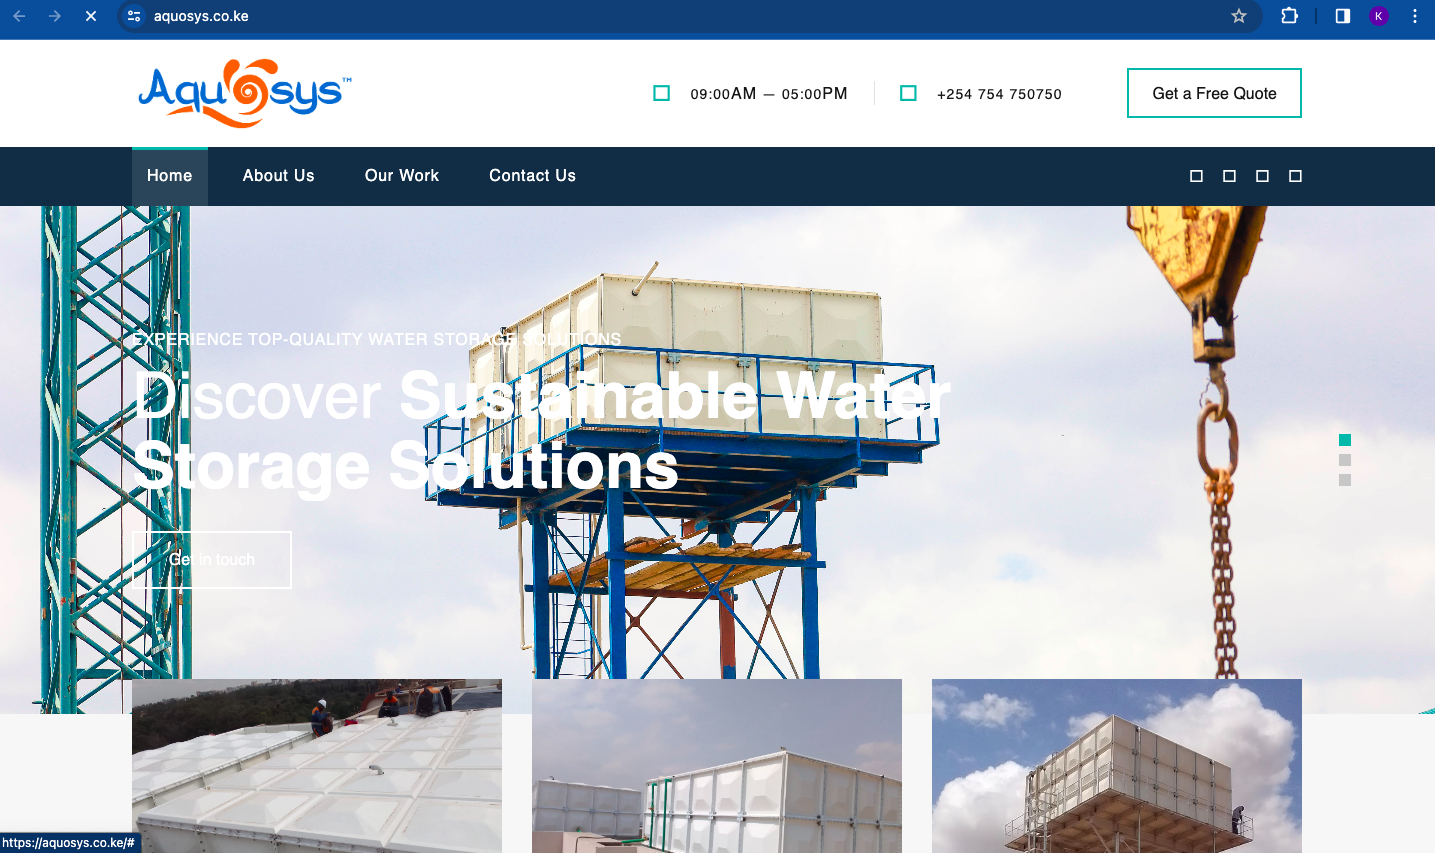 aquosys.co.ke
K
AquOsys™
09:00AM — 05:00PM
+254 754 750750
Get a Free Quote
Home
About Us
Our Work
Contact Us
EXPERIENCE TOP-QUALITY WATER STORAGE SOLUTIONS
Discover Sustainable Water
Storage Solutions
Get in touch
https://aquosys.co.ke/#